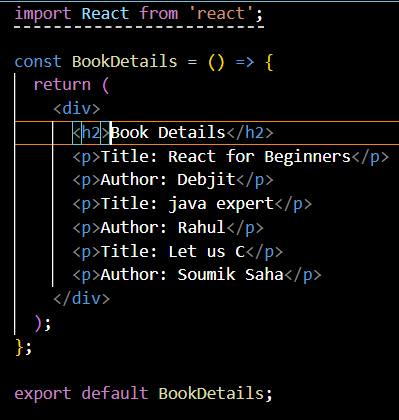 import React from 'react';
const BookDetails = () => {
return (
<div>
<h2>Book Details</h2>
<p>Title: React for Beginners</p>
<p>Author: Debjit</p>
<p>Title: java expert</p>
<p>Author: Rahul</p>
<p>Title: Let us C</p>
<p>Author: Soumik Saha</p>
</div>
);
};
export default BookDetails;